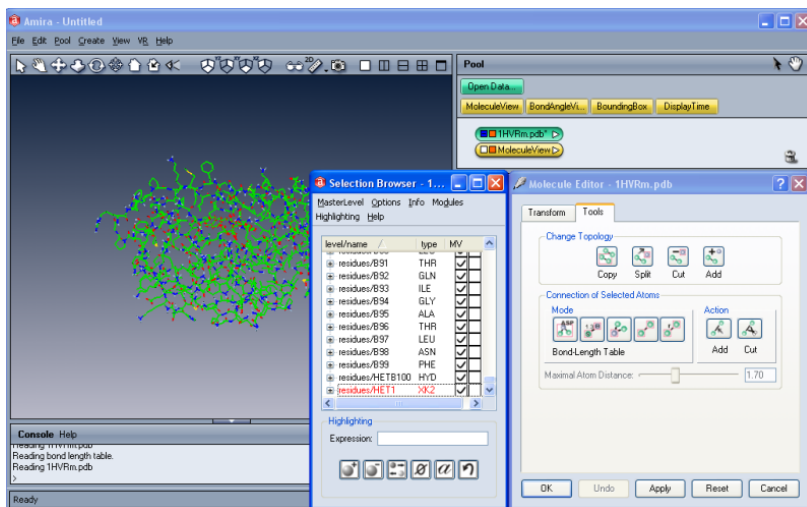 Amira - Untitled
File Edit Pool Create View VR Help
2D
Pool
Open Data...
MoleculeView BondAngleVi... BoundingBox DisplayTime
1HVRm.pdb*
MoleculeView
Selection Browser - 1...
MasterLevel Options Info Modules
Highlighting Help
level/name type MV
residues/B91 THR
residues/B92 GLN
residues/B93 ILE
residues/B94 GLY
residues/B95 ALA
residues/B96 THR
residues/B97 LEU
residues/B98 ASN
residues/B99 PHE
residues/HETB100 HYD
residues/HET1 XK2
Highlighting
Expression:
Molecule Editor - 1HVRm.pdb
Transform Tools
Change Topology
Copy Split Cut Add
Connection of Selected Atoms
Mode Action
ASP
Bond-Length Table Add Cut
Maximal Atom Distance: 1.70
OK Undo Apply Reset Cancel
Console Help
Reading 1HVRm.pdb
Reading bond length table.
Reading 1HVRm.pdb
>
Ready